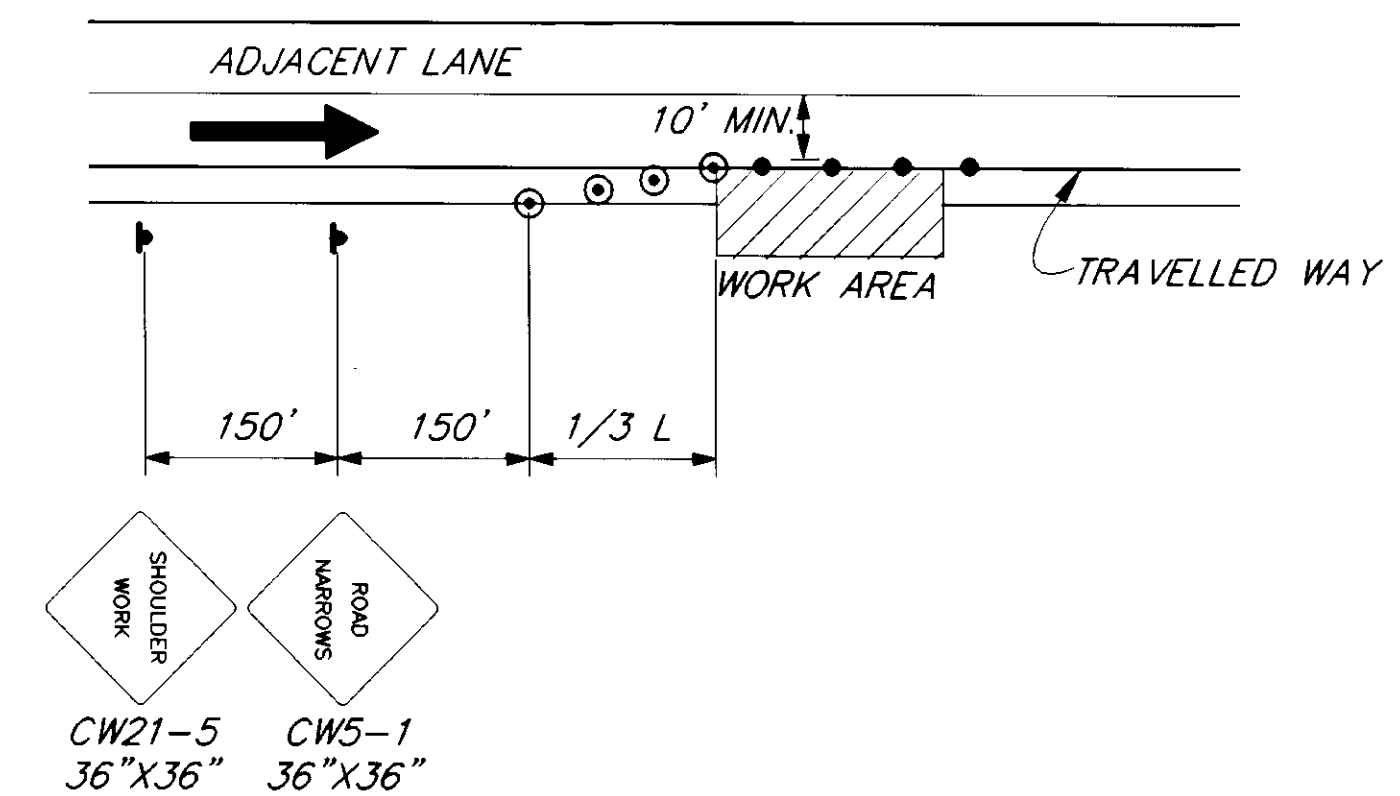 ADJACENT LANE
10' MIN.
WORK AREA
TRAVELLED WAY
150'
150'
1/3 L
SHOULDER
WORK
ROAD
NARROWS
CW21-5
36"X36"
CW5-1
36"X36"